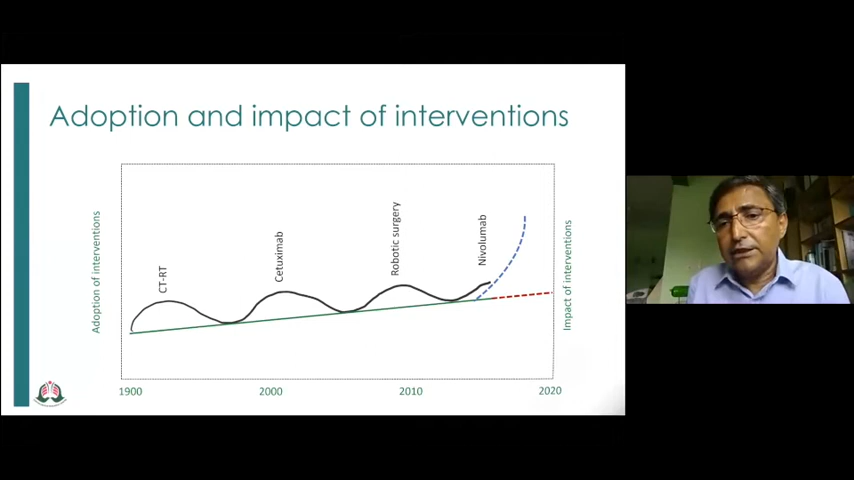 Adoption and impact of interventions
Adoption of interventions
CT-RT
Cetuximab
Robotic surgery
Nivolumab
Impact of interventions
1900
2000
2010
2020